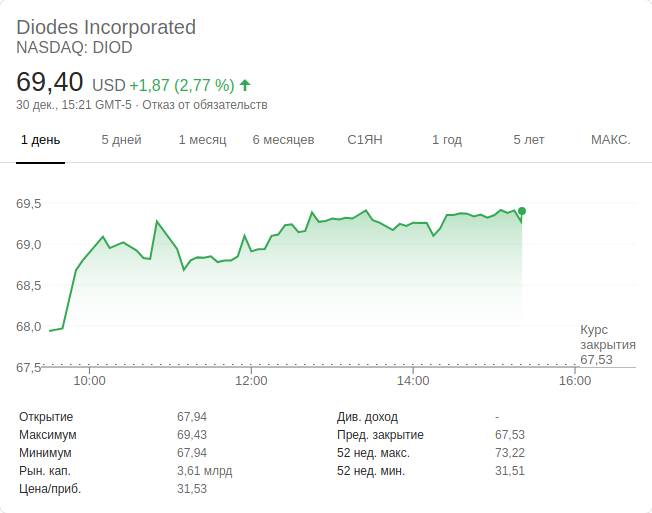 Diodes Incorporated
NASDAQ: DIOD
69,40 USD +1,87 (2,77 %)
30 дек., 15:21 GMT-5 · Отказ от обязательств
1 день 5 дней 1 месяц 6 месяцев С1ЯН 1 год 5 лет МАКС.
69,5
69,0
68,5
68,0
Курс
закрытия
67,53
67,5
10:00 12:00 14:00 16:00
Открытие 67,94 Див. доход -
Максимум 69,43 Пред. закрытие 67,53
Минимум 67,94 52 нед. макс. 73,22
Рын. кап. 3,61 млрд 52 нед. мин. 31,51
Цена/приб. 31,53